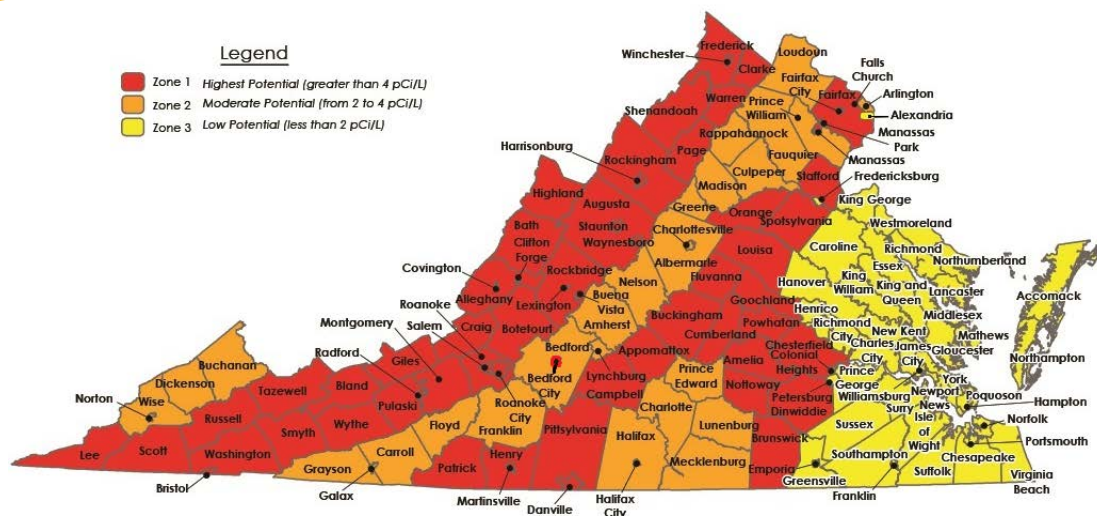 Legend
Zone 1 Highest Potential (greater than 4 pCi/L)
Zone 2 Moderate Potential (from 2 to 4 pCi/L)
Zone 3 Low Potential (less than 2 pCi/L)
Winchester
Frederick
Clarke
Loudoun
Fairfax
City
Falls
Church
Fairfax
Arlington
Alexandria
Manassas
Park
Manassas
Shenandoah
Warren
Prince
William
Rappahannock
Fauquier
Harrisonburg
Rockingham
Page
Culpeper
Stafford
Fredericksburg
Madison
King George
Highland
Augusta
Greene
Orange
Spotsylvania
Westmoreland
Bath
Staunton
Charlottesville
Caroline
Richmond
Northumberland
Clifton
Forge
Waynesboro
Albermarle
Louisa
Essex
Covington
Rockbridge
Nelson
Fluvanna
Hanover
King
William
King and
Queen
Lancaster
Accomack
Alleghany
Lexington
Buena
Vista
Goochland
Henrico
Middlesex
Roanoke
Salem
Craig
Botetourt
Amherst
Buckingham
Powhatan
Richmond
City
New Kent
Mathews
Montgomery
Cumberland
Chesterfield
Charles
City
James
City
Gloucester
Radford
Giles
Bedford
Appomattox
Amelia
Colonial
Heights
Prince
George
Northampton
Buchanan
Bedford
City
Lynchburg
Prince
Edward
York
Dickenson
Tazewell
Bland
Pulaski
Roanoke
City
Campbell
Nottoway
Petersburg
Williamsburg
Newport
News
Poquoson
Hampton
Wise
Norton
Russell
Wythe
Floyd
Franklin
Pittsylvania
Charlotte
Dinwiddie
Surry
Norfolk
Smyth
Lunenburg
Sussex
Isle
of
Wight
Portsmouth
Lee
Scott
Washington
Carroll
Halifax
Brunswick
Chesapeake
Grayson
Patrick
Henry
Mecklenburg
Emporia
Southampton
Suffolk
Virginia
Beach
Bristol
Galax
Martinsville
Danville
Halifax
City
Greensville
Franklin